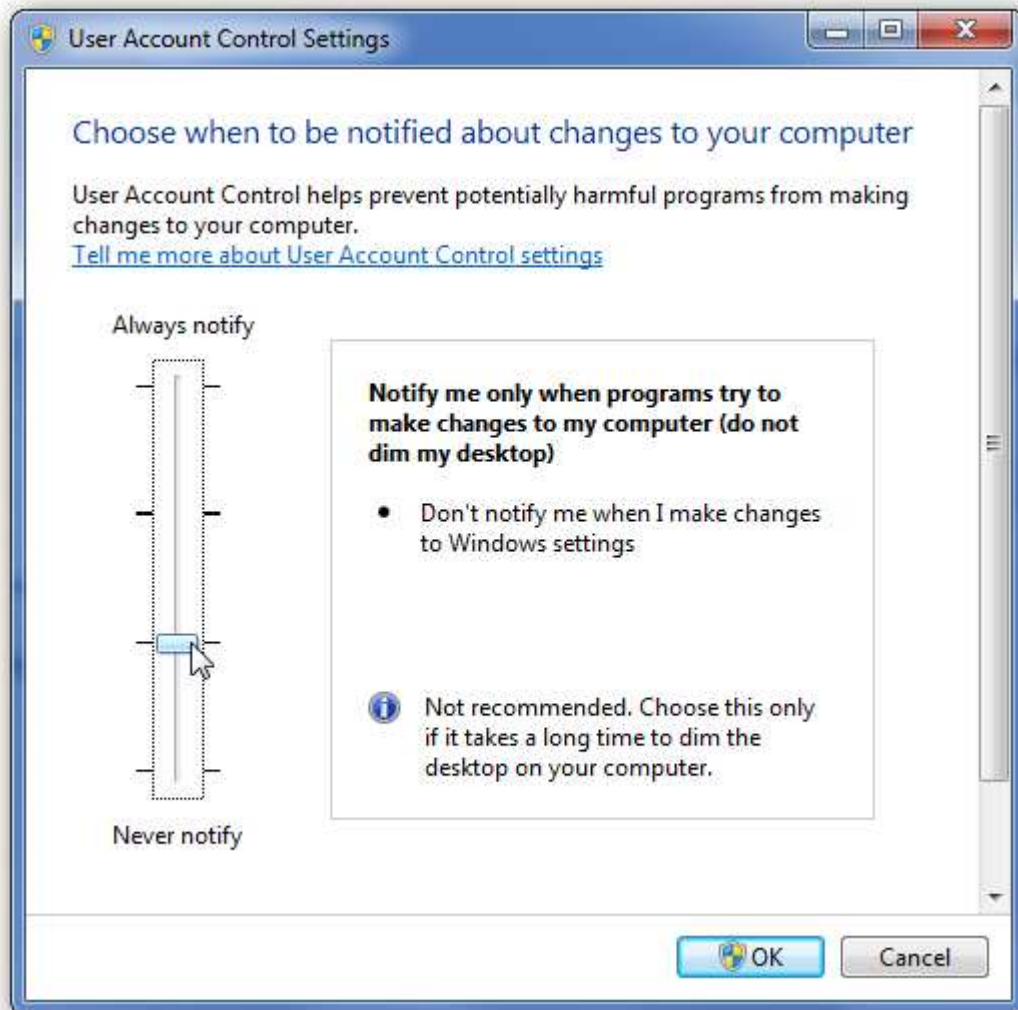 User Account Control Settings
Choose when to be notified about changes to your computer
User Account Control helps prevent potentially harmful programs from making
changes to your computer.
Tell me more about User Account Control settings
Always notify
Notify me only when programs try to
make changes to my computer (do not
dim my desktop)
• Don't notify me when I make changes
to Windows settings
Not recommended. Choose this only
if it takes a long time to dim the
desktop on your computer.
Never notify
OK
Cancel